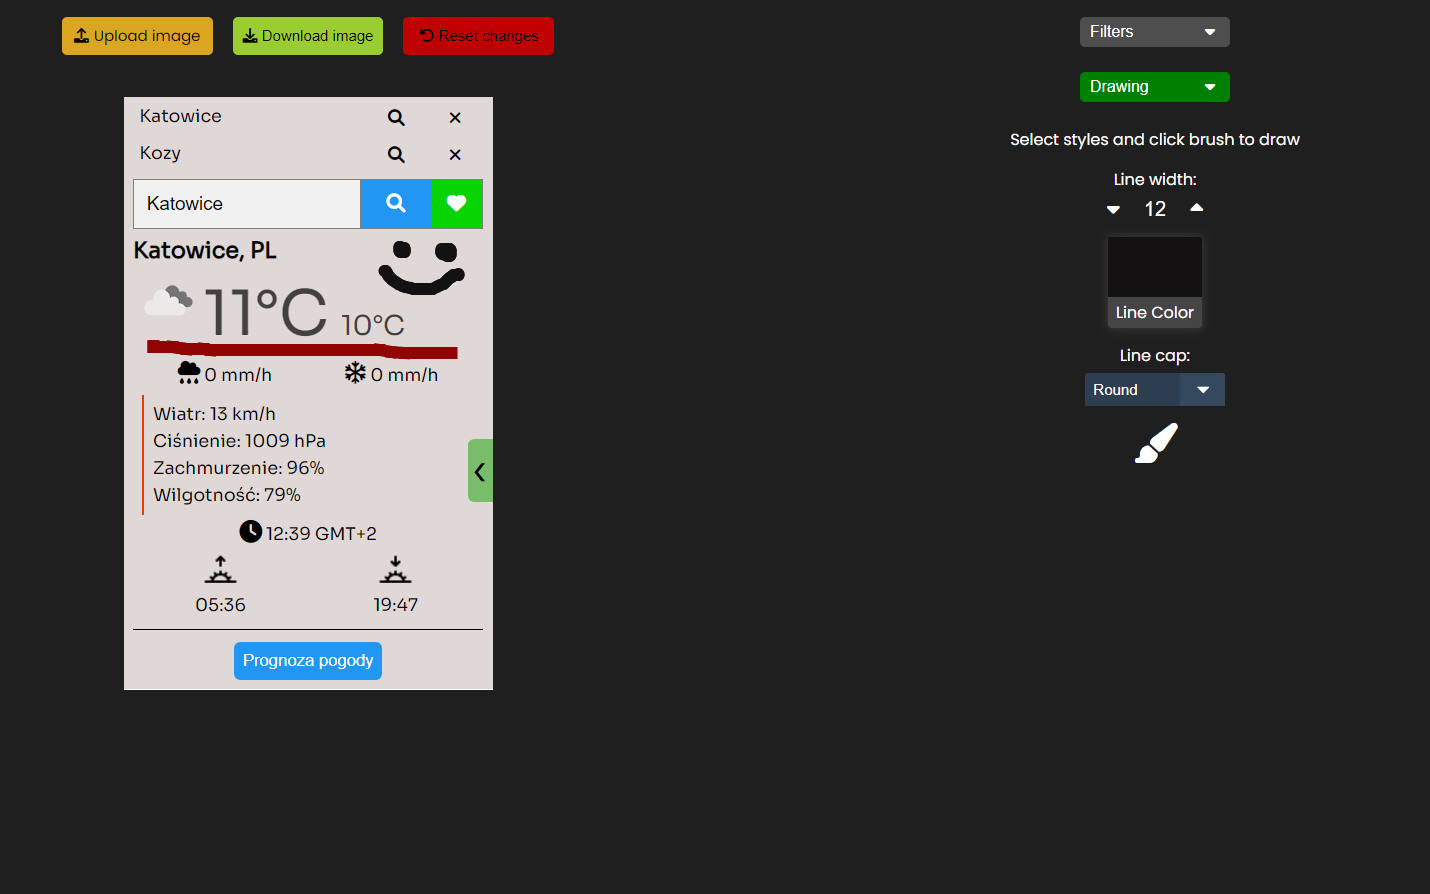 Upload image
Download image
Reset changes
Filters
Drawing
Select styles and click brush to draw
Line width:
12
Line Color
Line cap:
Round
Katowice
Kozy
Katowice
Katowice, PL
11°C 10°C
0 mm/h 0 mm/h
Wiatr: 13 km/h
Ciśnienie: 1009 hPa
Zachmurzenie: 96%
Wilgotność: 79%
12:39 GMT+2
05:36 19:47
Prognoza pogody